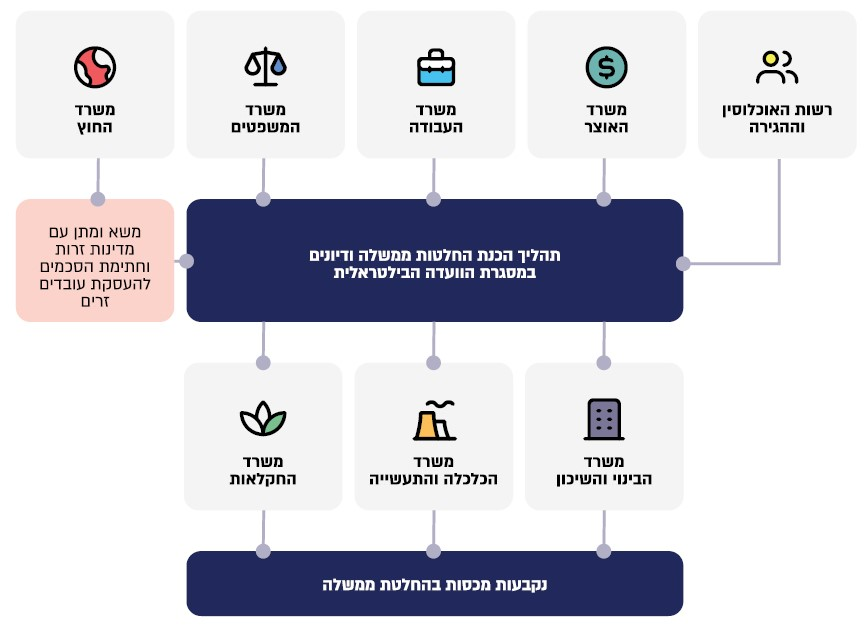 רשות האוכלוסין
וההגירה
משרד
האוצר
משרד
העבודה
משרד
המשפטים
משרד
החוץ
תהליך הכנת החלטות ממשלה ודיונים
במסגרת הוועדה הבילטראלית
משא ומתן עם
מדינות זרות
וחתימת הסכמים
להעסקת עובדים
זרים
משרד
הבינוי והשיכון
משרד
הכלכלה והתעשייה
משרד
החקלאות
נקבעות מכסות בהחלטת ממשלה